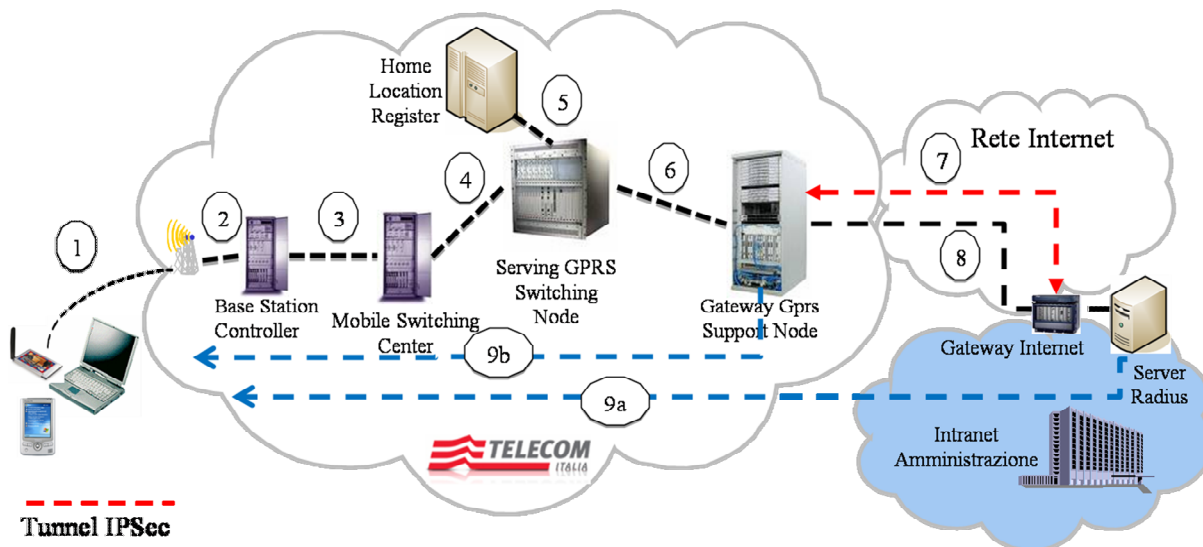 Home
Location
Register
5
Rete Internet
7
4
6
2
3
1
8
Serving GPRS
Switching
Node
Base Station
Controller
Mobile Switching
Center
Gateway Gprs
Support Node
Gateway Internet
9b
Server
Radius
9a
Intranet
Amministrazione
TELECOM
ITALIA
Tunnel IPSec